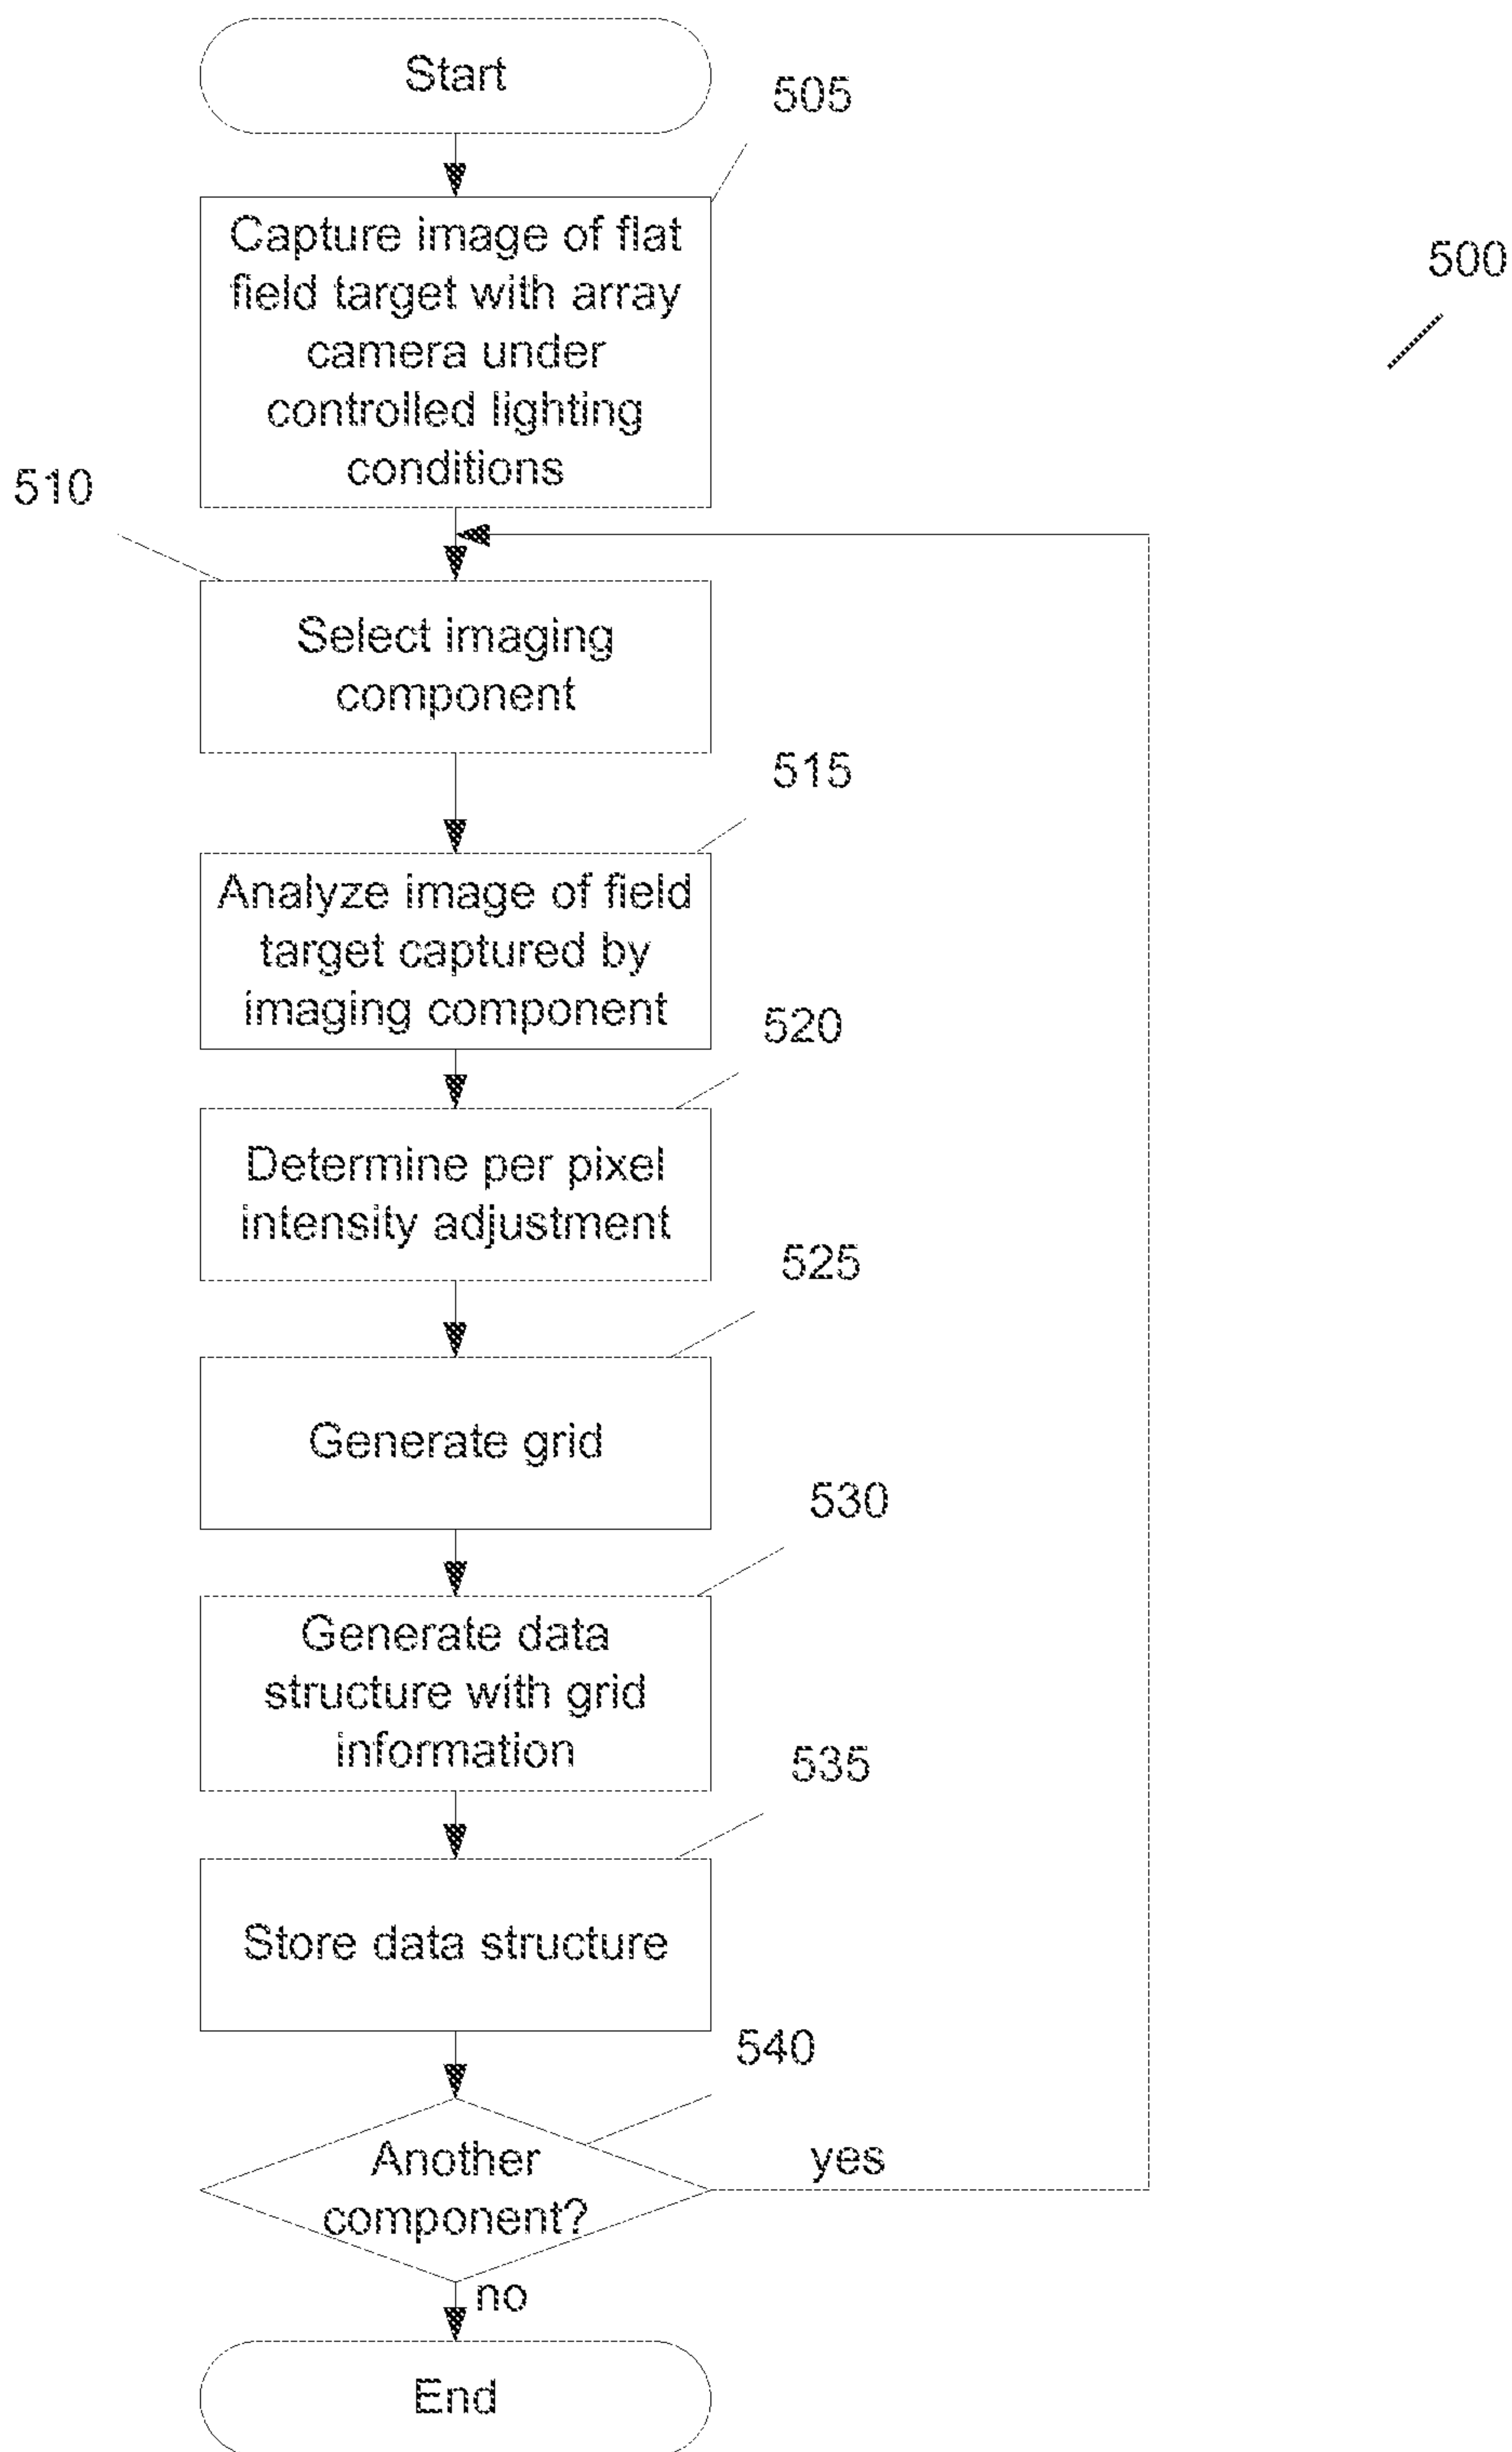 Start
505
Capture image of flat
field target with array
camera under
controlled lighting
conditions
500
510
Select imaging
component
515
Analyze image of field
target captured by
imaging component
520
Determine per pixel
intensity adjustment
525
Generate grid
530
Generate data
structure with grid
information
535
Store data structure
540
Another
component?
yes
no
End